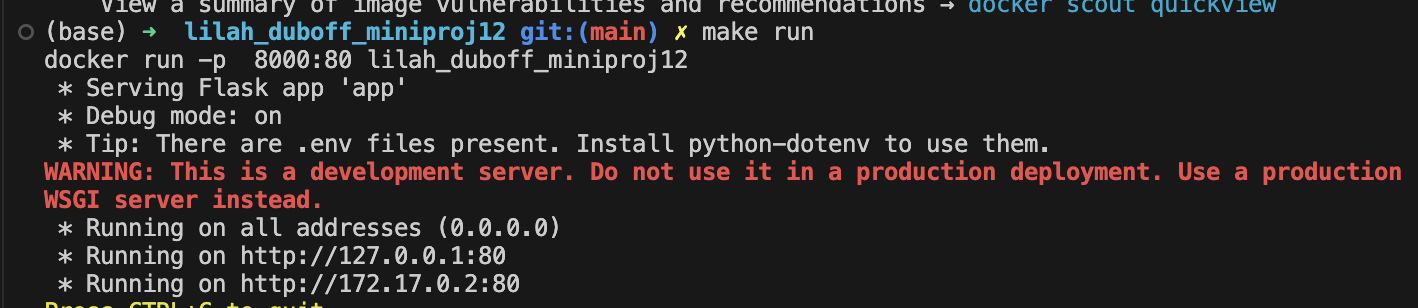 View a summary of image vulnerabilities and recommendations → docker scout quickview
(base) ➜ lilah_duboff_miniproj12 git:(main) ✗ make run
docker run -p  8000:80 lilah_duboff_miniproj12
* Serving Flask app 'app'
* Debug mode: on
* Tip: There are .env files present. Install python-dotenv to use them.
WARNING: This is a development server. Do not use it in a production deployment. Use a production
WSGI server instead.
* Running on all addresses (0.0.0.0)
* Running on http://127.0.0.1:80
* Running on http://172.17.0.2:80
Press CTRL+C to quit